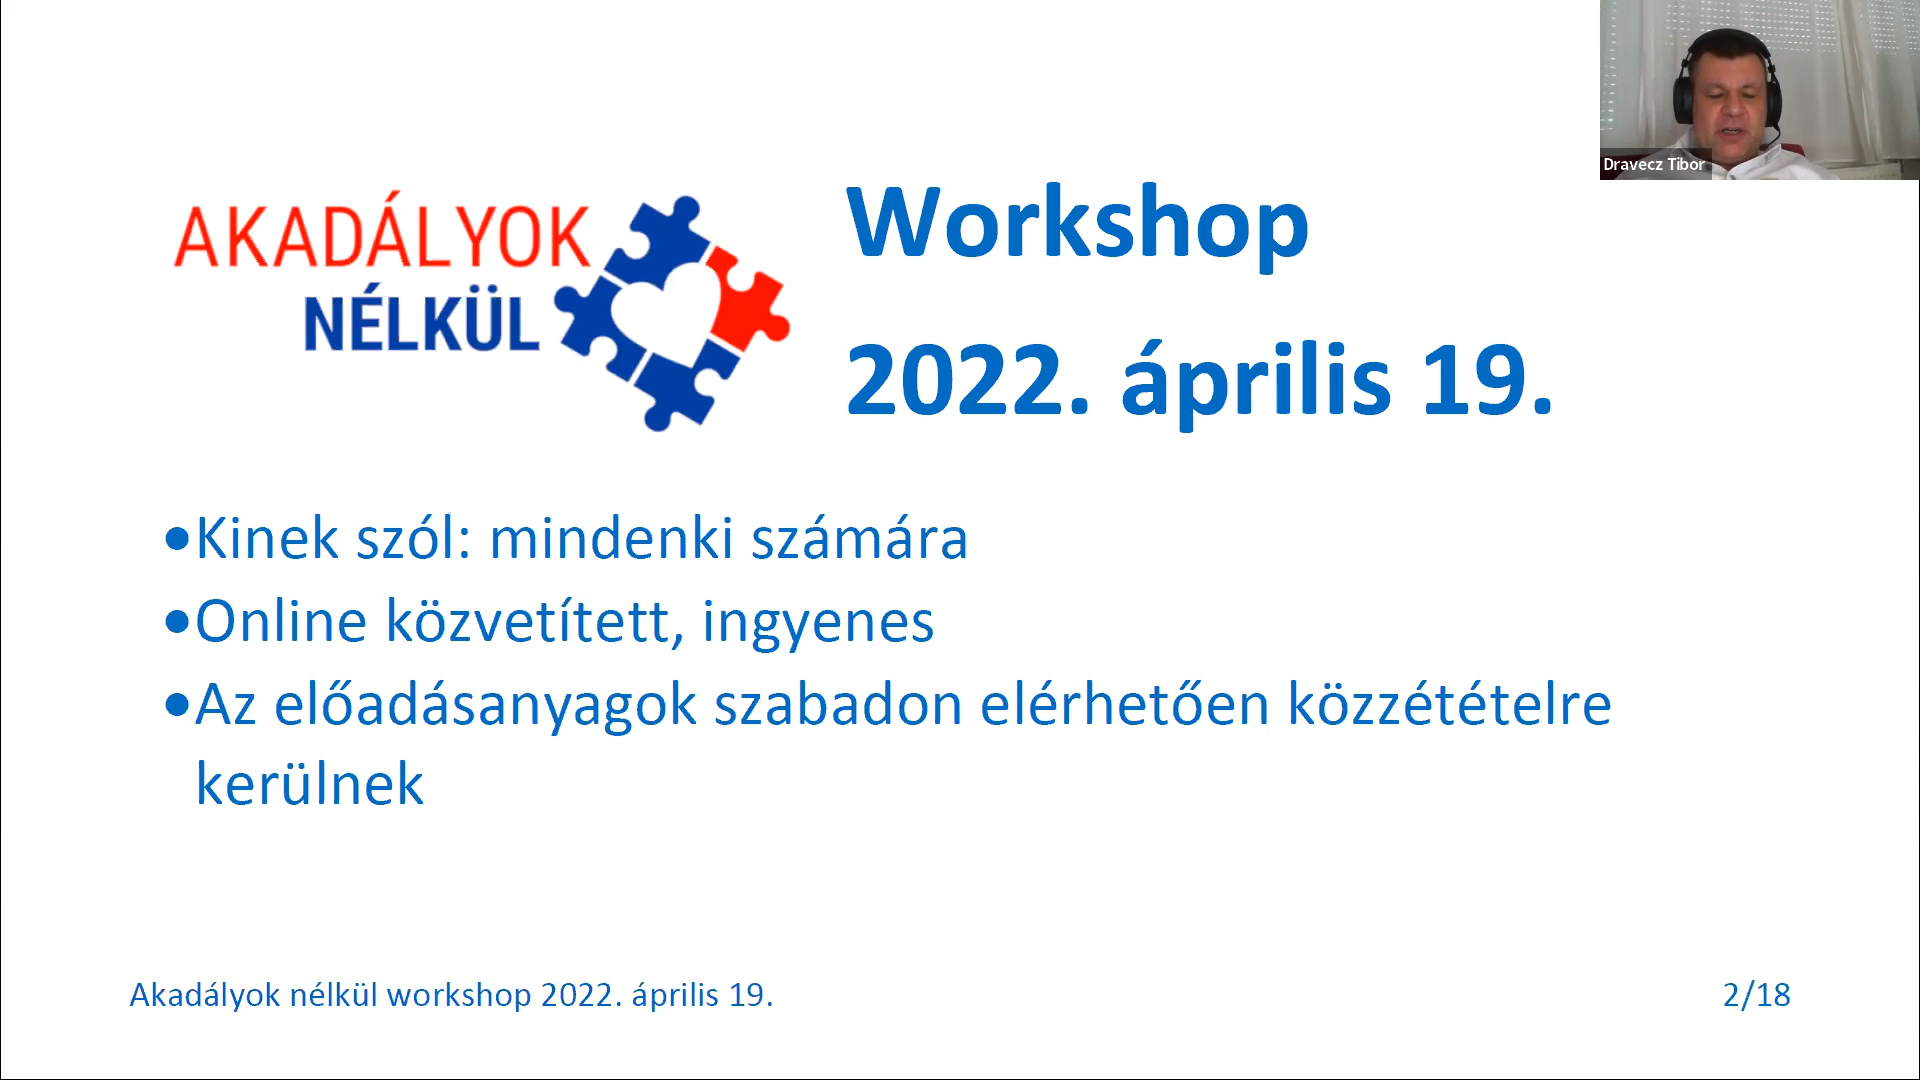 Dravecz Tibor
AKADÁLYOK
NÉLKÜL
Workshop
2022. április 19.
•Kinek szól: mindenki számára
•Online közvetített, ingyenes
•Az előadásanyagok szabadon elérhetően közzétételre
kerülnek
Akadályok nélkül workshop 2022. április 19.
2/18